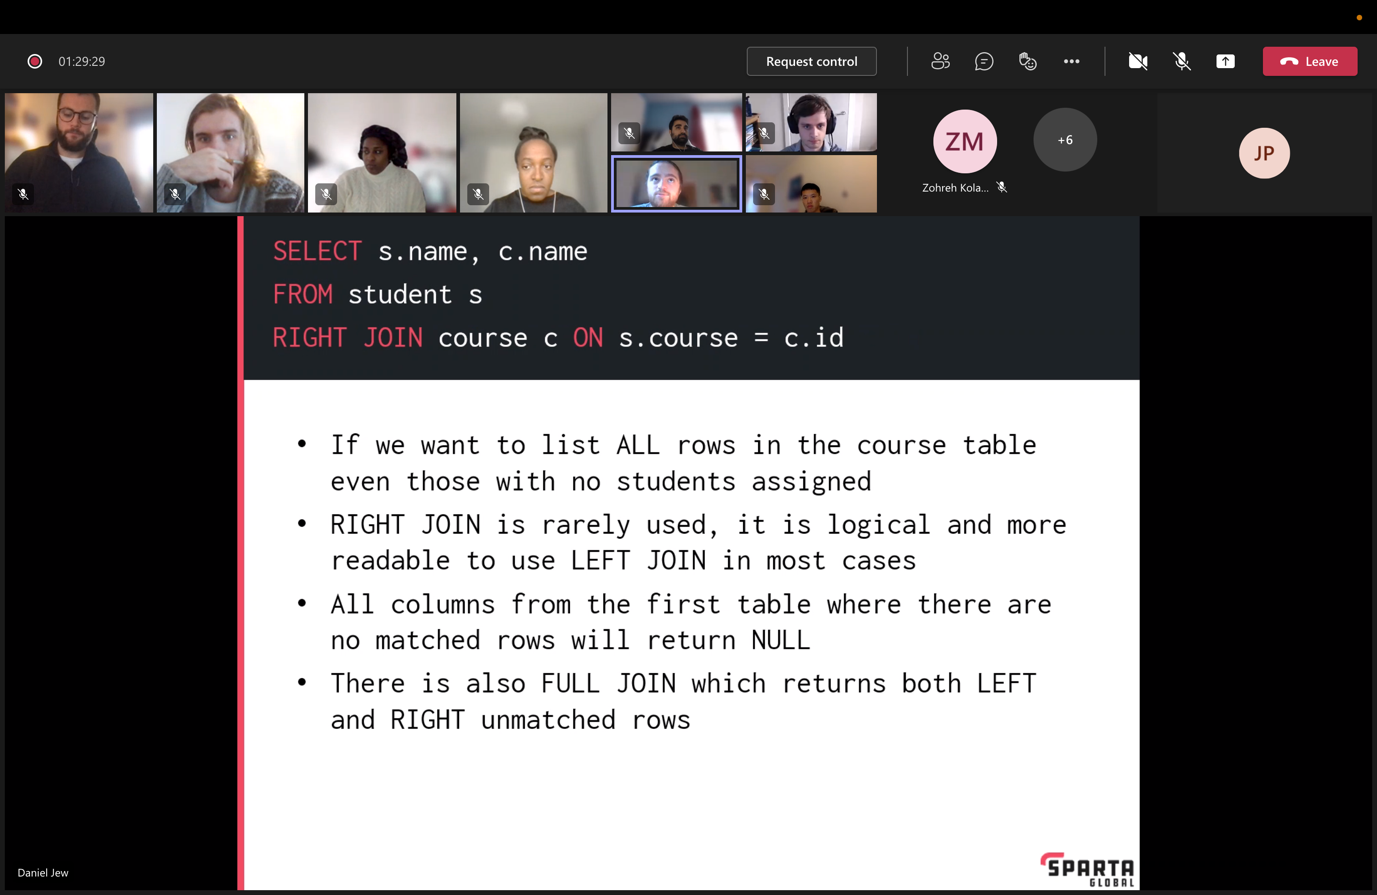 01:29:29
Request control
Leave
ZM
+6
JP
Zohreh Kola...
SELECT s.name, c.name
FROM student s
RIGHT JOIN course c ON s.course = c.id
• If we want to list ALL rows in the course table
even those with no students assigned
• RIGHT JOIN is rarely used, it is logical and more
readable to use LEFT JOIN in most cases
• All columns from the first table where there are
no matched rows will return NULL
• There is also FULL JOIN which returns both LEFT
and RIGHT unmatched rows
Daniel Jew
SPARTA
GLOBAL